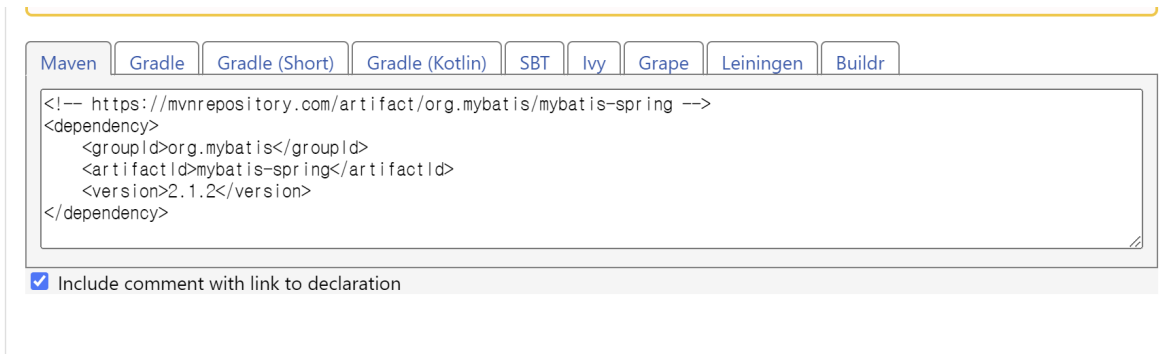 Maven Gradle Gradle (Short) Gradle (Kotlin) SBT Ivy Grape Leiningen Buildr
<!-- https://mvnrepository.com/artifact/org.mybatis/mybatis-spring -->
<dependency>
    <groupId>org.mybatis</groupId>
    <artifactId>mybatis-spring</artifactId>
    <version>2.1.2</version>
</dependency>
Include comment with link to declaration